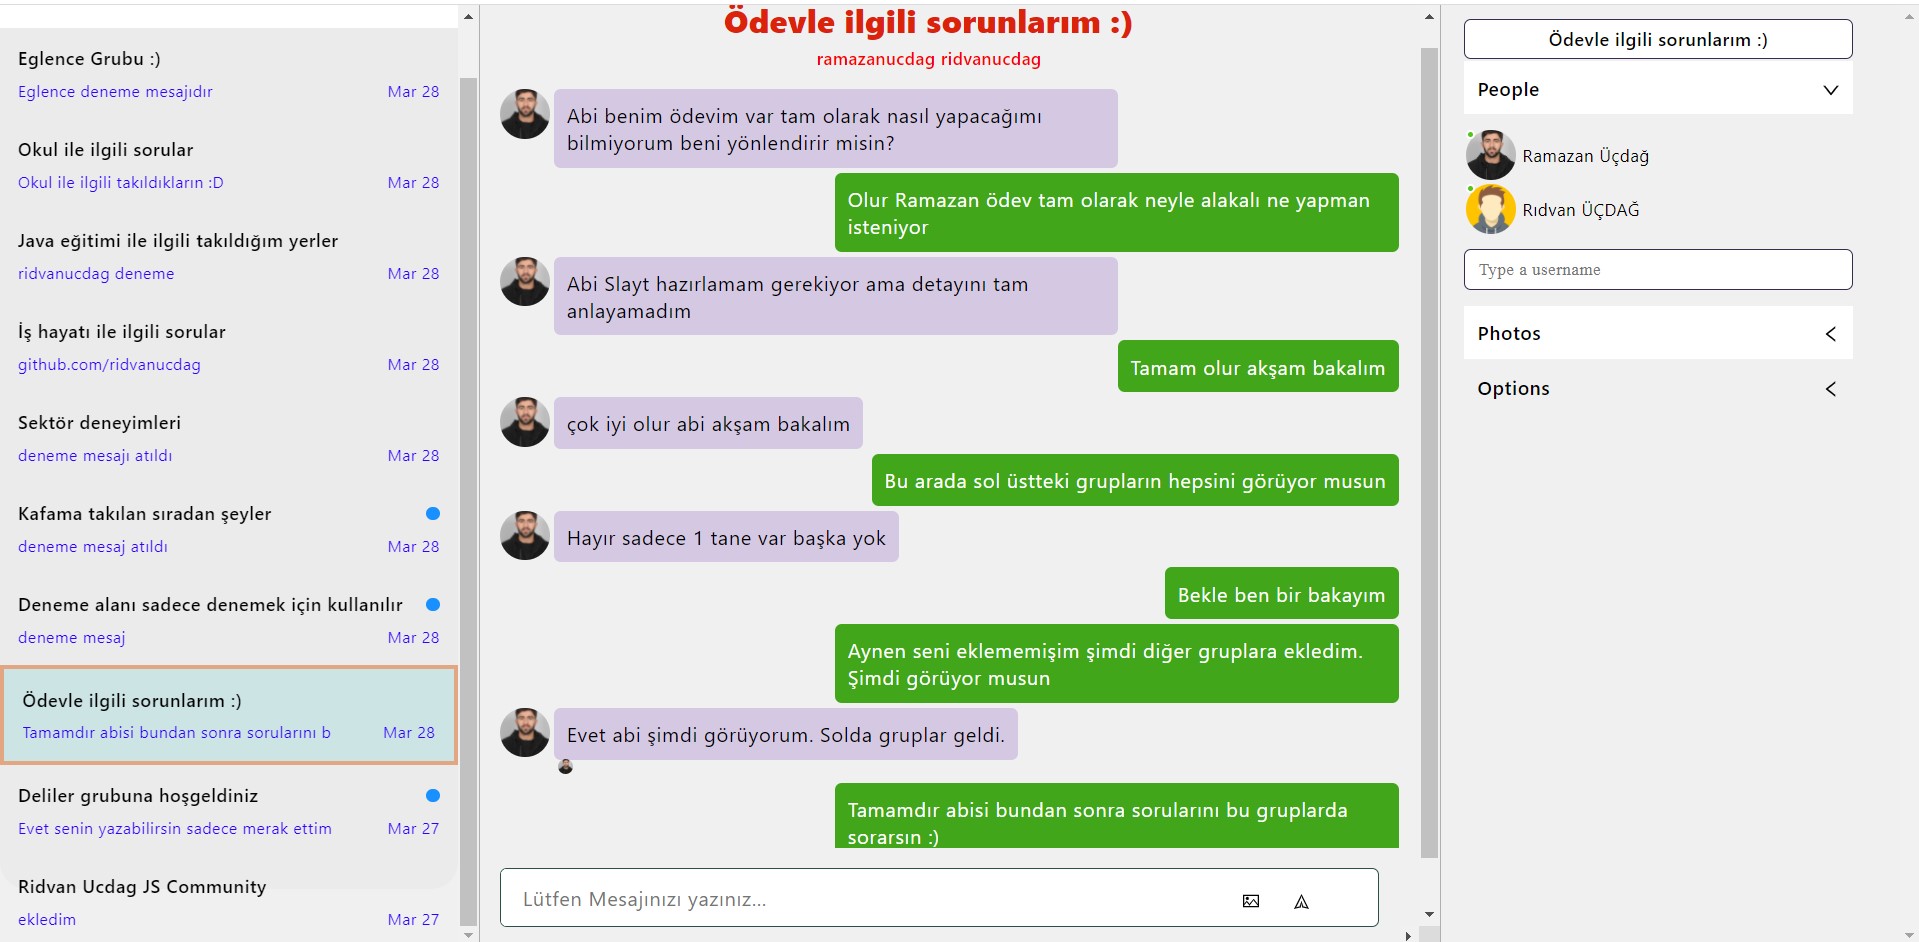 Eglence Grubu :)
Eglence deneme mesajıdır Mar 28
Okul ile ilgili sorular
Okul ile ilgili takıldıkların :D Mar 28
Java eğitimi ile ilgili takıldığım yerler
ridvanucdag deneme Mar 28
İş hayatı ile ilgili sorular
github.com/ridvanucdag Mar 28
Sektör deneyimleri
deneme mesajı atıldı Mar 28
Kafama takılan sıradan şeyler
deneme mesaj atıldı Mar 28
Deneme alanı sadece denemek için kullanılır
deneme mesaj Mar 28
Ödevle ilgili sorunlarım :)
Tamamdır abisi bundan sonra sorularını b Mar 28
Deliler grubuna hoşgeldiniz
Evet senin yazabilirsin sadece merak ettim Mar 27
Ridvan Ucdag JS Community
ekledim Mar 27
Ödevle ilgili sorunlarım :)
ramazanucdag ridvanucdag
Abi benim ödevim var tam olarak nasıl yapacağımı
bilmiyorum beni yönlendirir misin?
Olur Ramazan ödev tam olarak neyle alakalı ne yapman
isteniyor
Abi Slayt hazırlamam gerekiyor ama detayını tam
anlayamadım
Tamam olur akşam bakalım
çok iyi olur abi akşam bakalım
Bu arada sol üstteki grupların hepsini görüyor musun
Hayır sadece 1 tane var başka yok
Bekle ben bir bakayım
Aynen seni eklememişim şimdi diğer gruplara ekledim.
Şimdi görüyor musun
Evet abi şimdi görüyorum. Solda gruplar geldi.
Tamamdır abisi bundan sonra sorularını bu gruplarda
sorarsın :)
Lütfen Mesajınızı yazınız...
Ödevle ilgili sorunlarım :)
People
Ramazan Üçdağ
Rıdvan ÜÇDAĞ
Type a username
Photos
Options